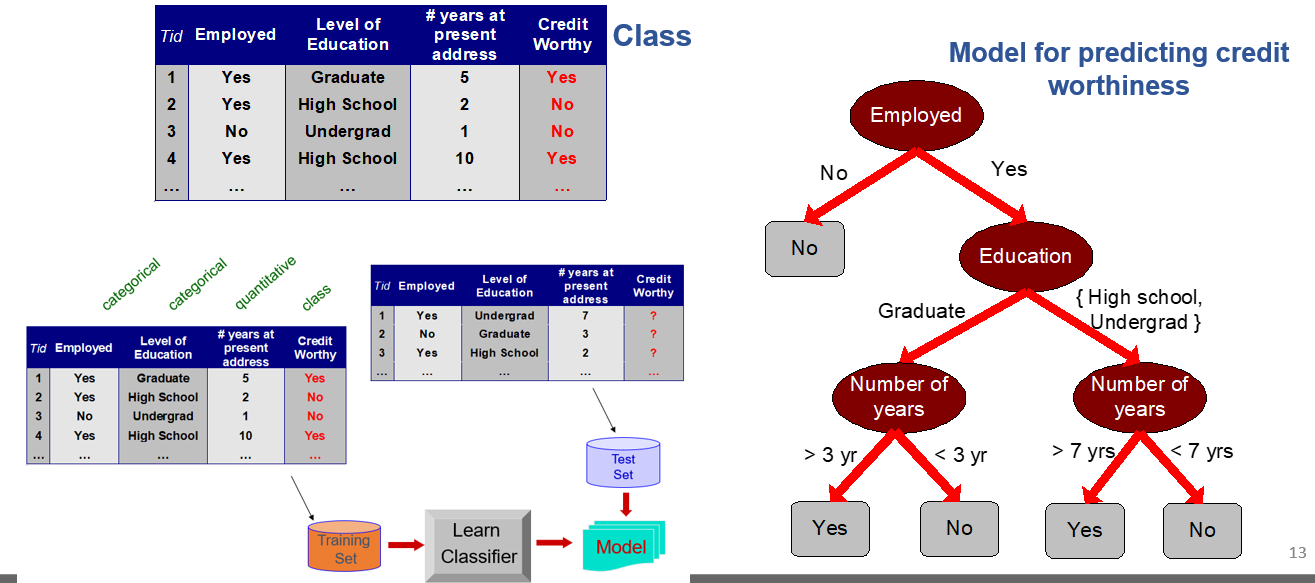 Tid Employed Level of Education # years at present address Credit Worthy
1 Yes Graduate 5 Yes
2 Yes High School 2 No
3 No Undergrad 1 No
4 Yes High School 10 Yes
... ... ... ... ...
Class
categorical
categorical
quantitative
class
Tid Employed Level of Education # years at present address Credit Worthy
1 Yes Graduate 5 Yes
2 Yes High School 2 No
3 No Undergrad 1 No
4 Yes High School 10 Yes
... ... ... ... ...
Tid Employed Level of Education # years at present address Credit Worthy
1 Yes Undergrad 7 ?
2 No Graduate 3 ?
3 Yes High School 2 ?
... ... ... ... ...
Test
Set
Training
Set
Learn
Classifier
Model
Model for predicting credit
worthiness
Employed
No
Yes
No
Education
Graduate
{ High school,
Undergrad }
Number of
years
Number of
years
> 3 yr
< 3 yr
> 7 yrs
< 7 yrs
Yes
No
Yes
No
13